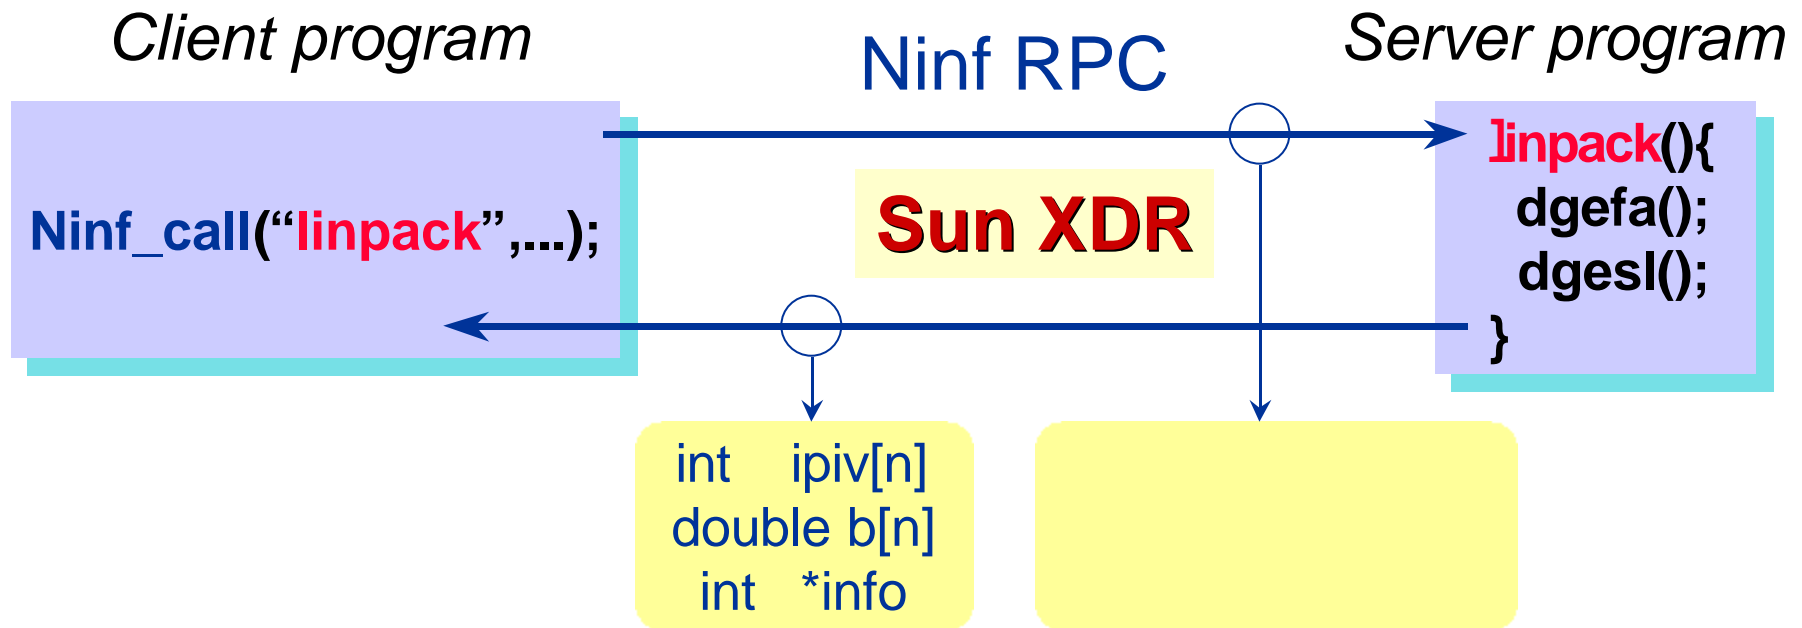 Client program
Ninf RPC
Server program
Ninf_call(“linpack”,...);
Sun XDR
linpack(){
dgefa();
dgesl();
}
int ipiv[n]
double b[n]
int *info